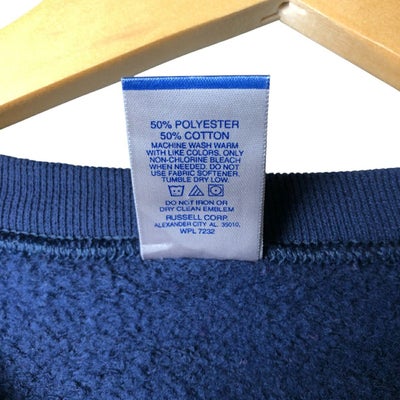 50% POLYESTER
50% COTTON
MACHINE WASH WARM
WITH LIKE COLORS. ONLY
NON-CHLORINE BLEACH
WHEN NEEDED. DO NOT
USE FABRIC SOFTENER.
TUMBLE DRY LOW.
DO NOT IRON OR
DRY CLEAN EMBLEM
RUSSELL CORP.
ALEXANDER CITY AL. 35010,
WPL 7232